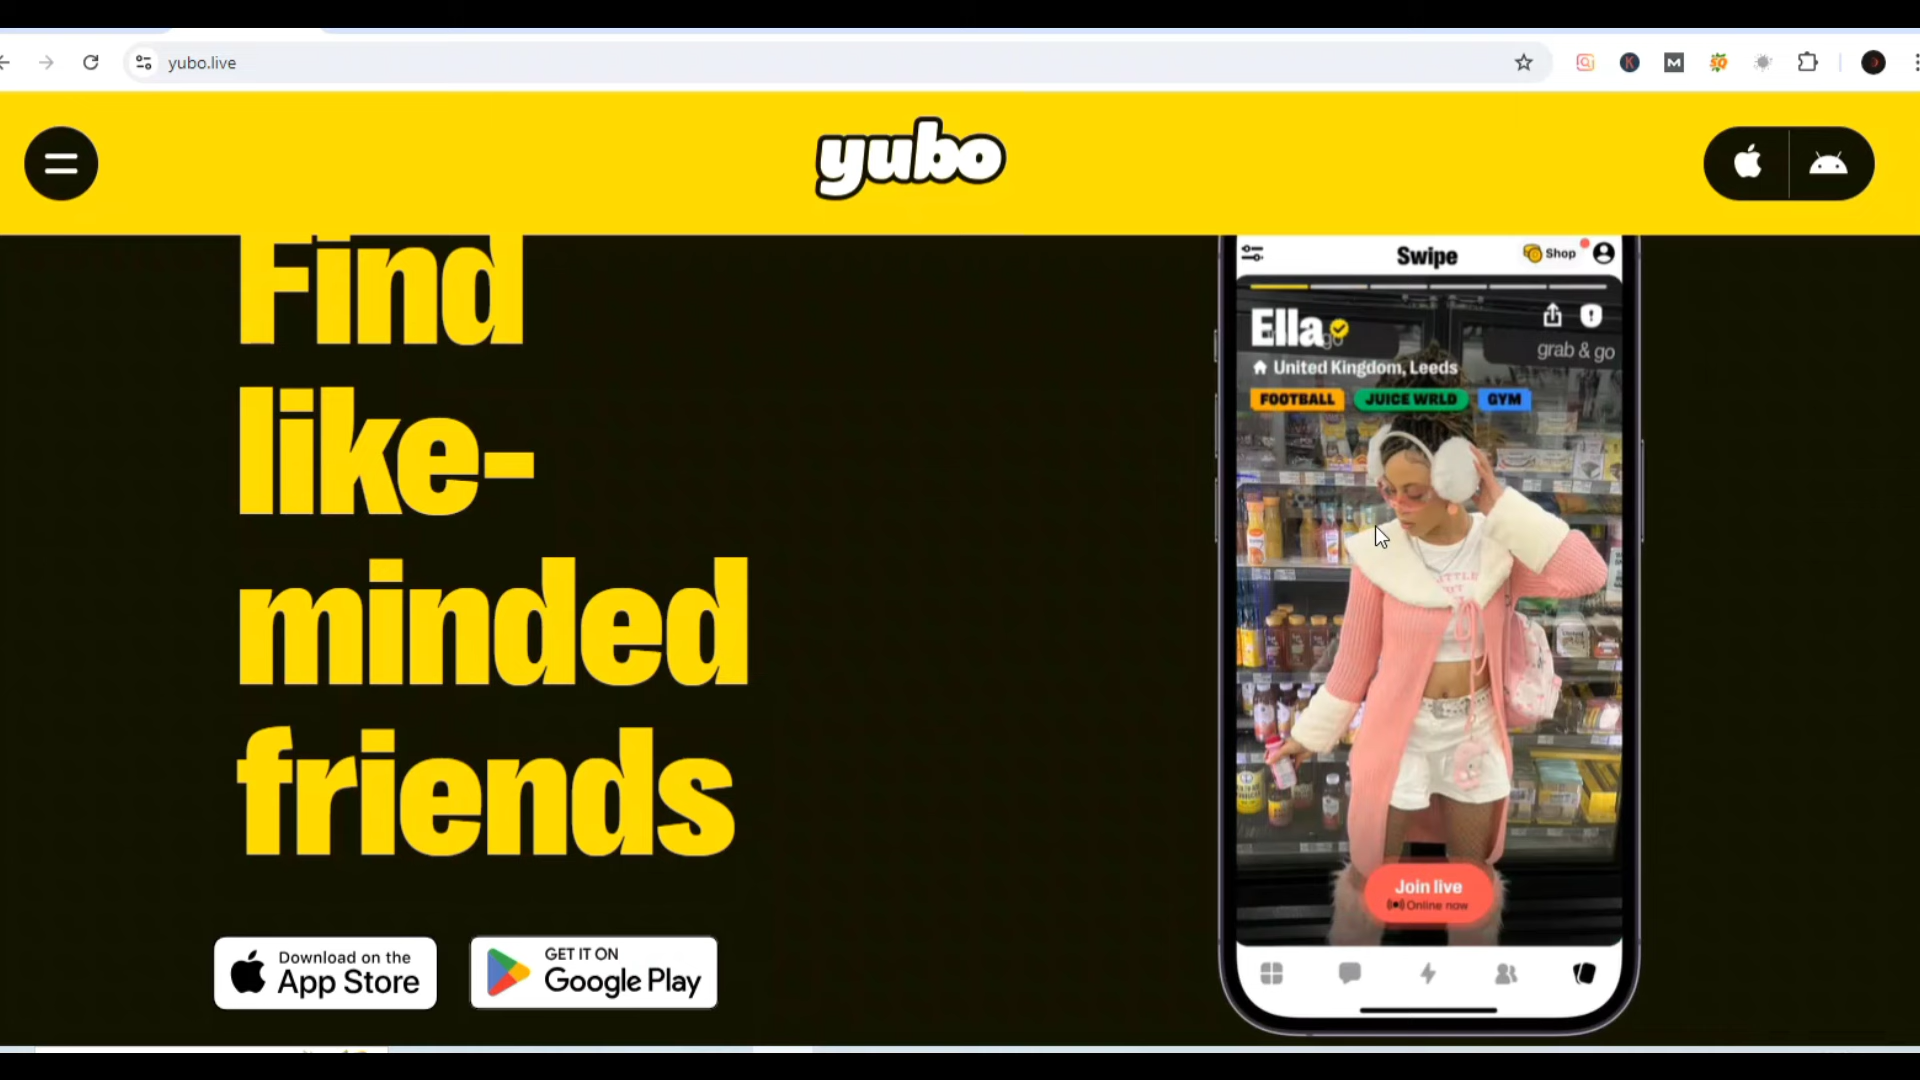 yubo.live
yubo
Find
like-
minded
friends
Download on the
App Store
GET IT ON
Google Play
Swipe
Shop
Ella
grab & go
United Kingdom, Leeds
FOOTBALL
JUICE WRLD
GYM
Join live
Online now